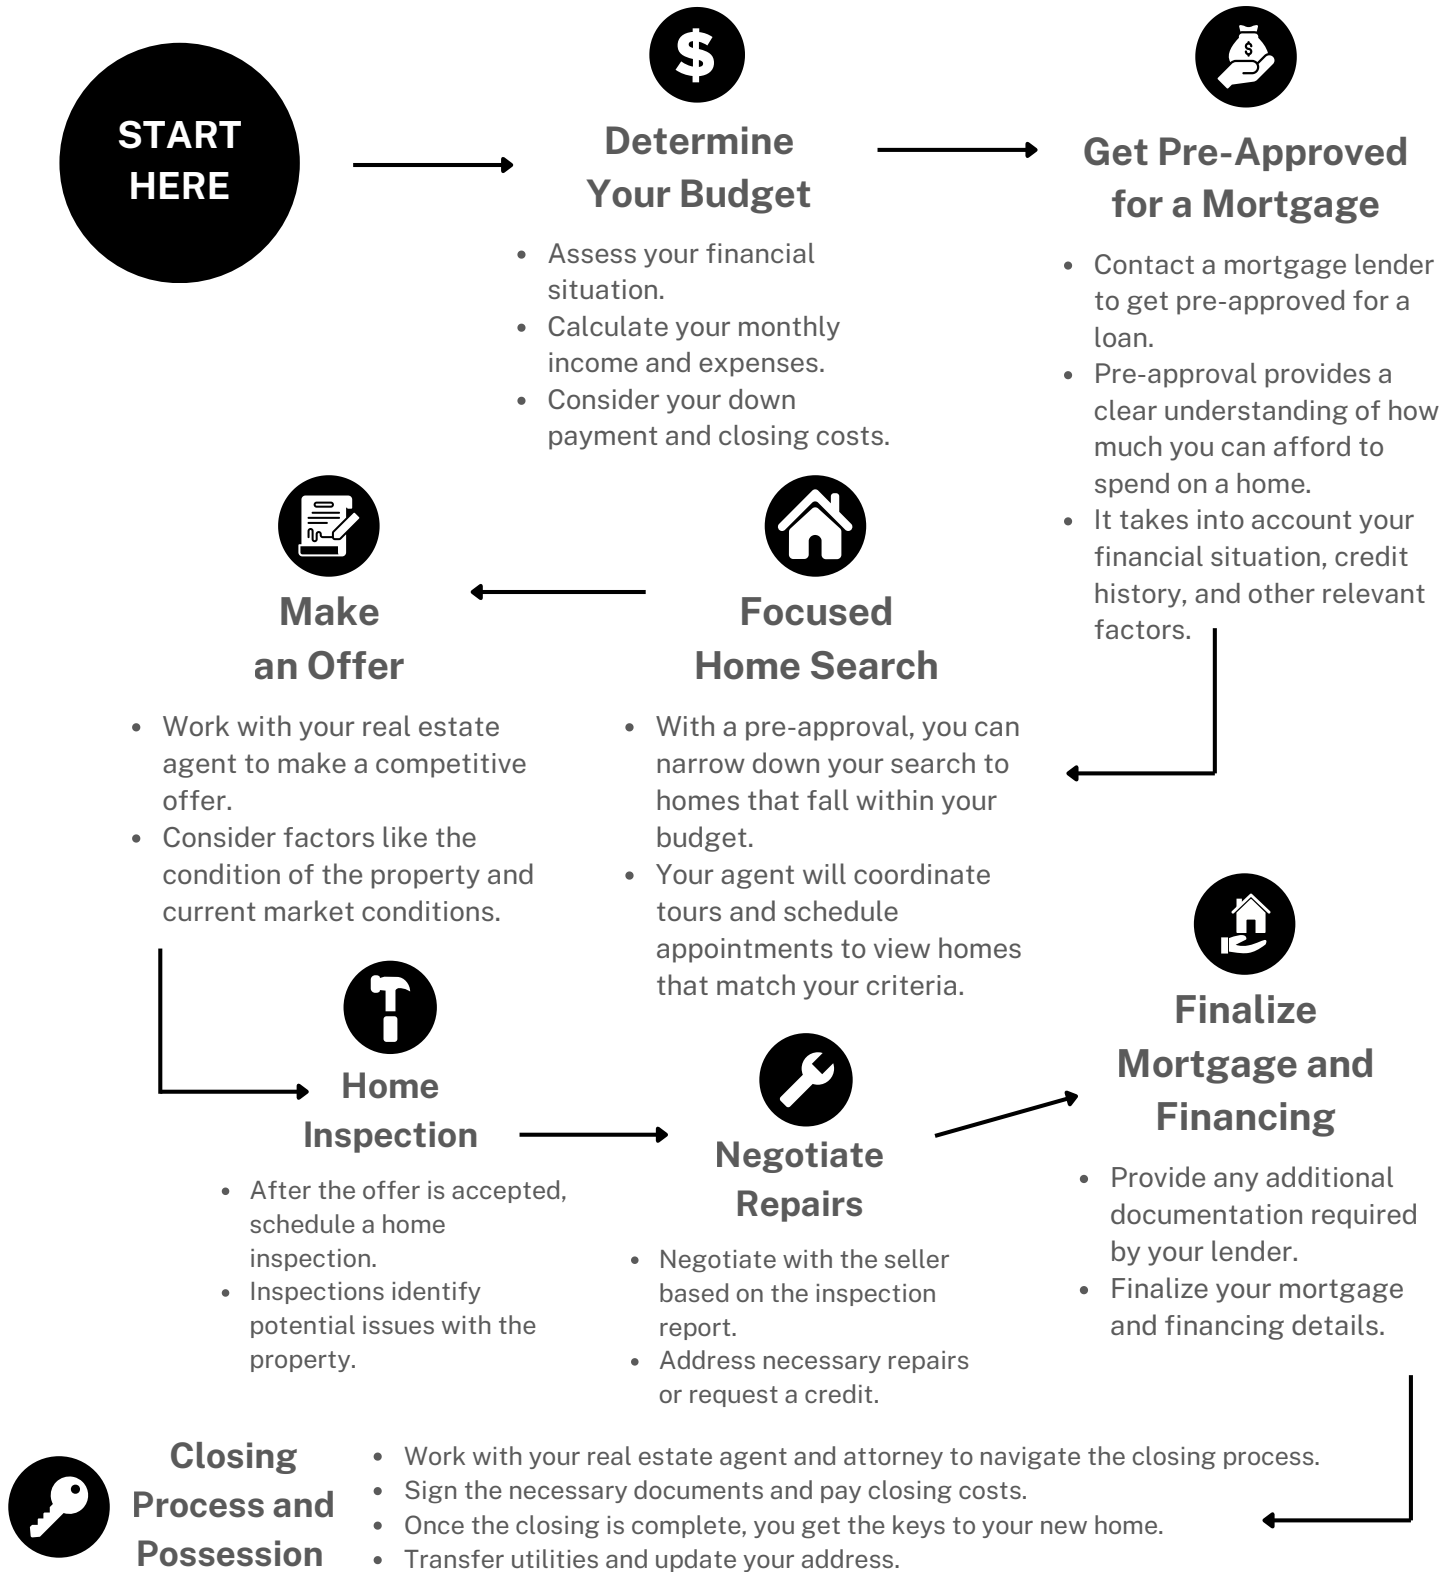 START
HERE
$
Determine
Your Budget
• Assess your financial
situation.
• Calculate your monthly
income and expenses.
• Consider your down
payment and closing costs.
$
Get Pre-Approved
for a Mortgage
• Contact a mortgage lender
to get pre-approved for a
loan.
• Pre-approval provides a
clear understanding of how
much you can afford to
spend on a home.
• It takes into account your
financial situation, credit
history, and other relevant
factors.
Focused
Home Search
• With a pre-approval, you can
narrow down your search to
homes that fall within your
budget.
• Your agent will coordinate
tours and schedule
appointments to view homes
that match your criteria.
Make
an Offer
• Work with your real estate
agent to make a competitive
offer.
• Consider factors like the
condition of the property and
current market conditions.
Home
Inspection
• After the offer is accepted,
schedule a home
inspection.
• Inspections identify
potential issues with the
property.
Negotiate
Repairs
• Negotiate with the seller
based on the inspection
report.
• Address necessary repairs
or request a credit.
Finalize
Mortgage and
Financing
• Provide any additional
documentation required
by your lender.
• Finalize your mortgage
and financing details.
Closing
Process and
Possession
• Work with your real estate agent and attorney to navigate the closing process.
• Sign the necessary documents and pay closing costs.
• Once the closing is complete, you get the keys to your new home.
• Transfer utilities and update your address.